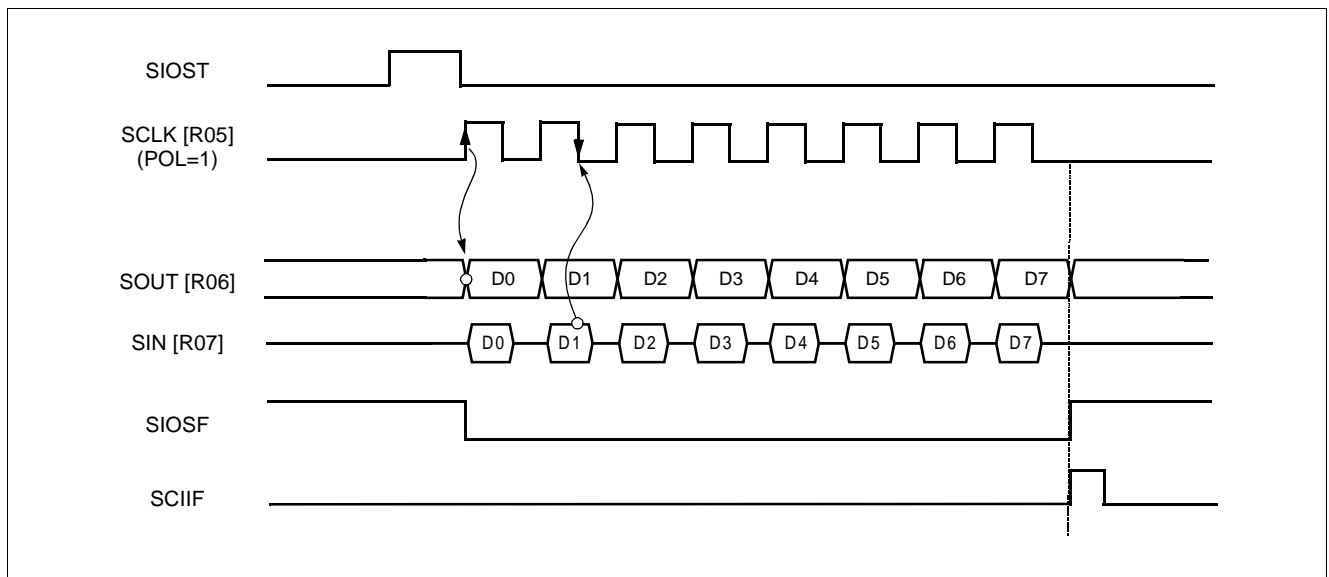 SIOST
SCLK [R05]
(POL=1)
SOUT [R06]
D0 D1 D2 D3 D4 D5 D6 D7
SIN [R07]
D0 D1 D2 D3 D4 D5 D6 D7
SIOSF
SCIIF